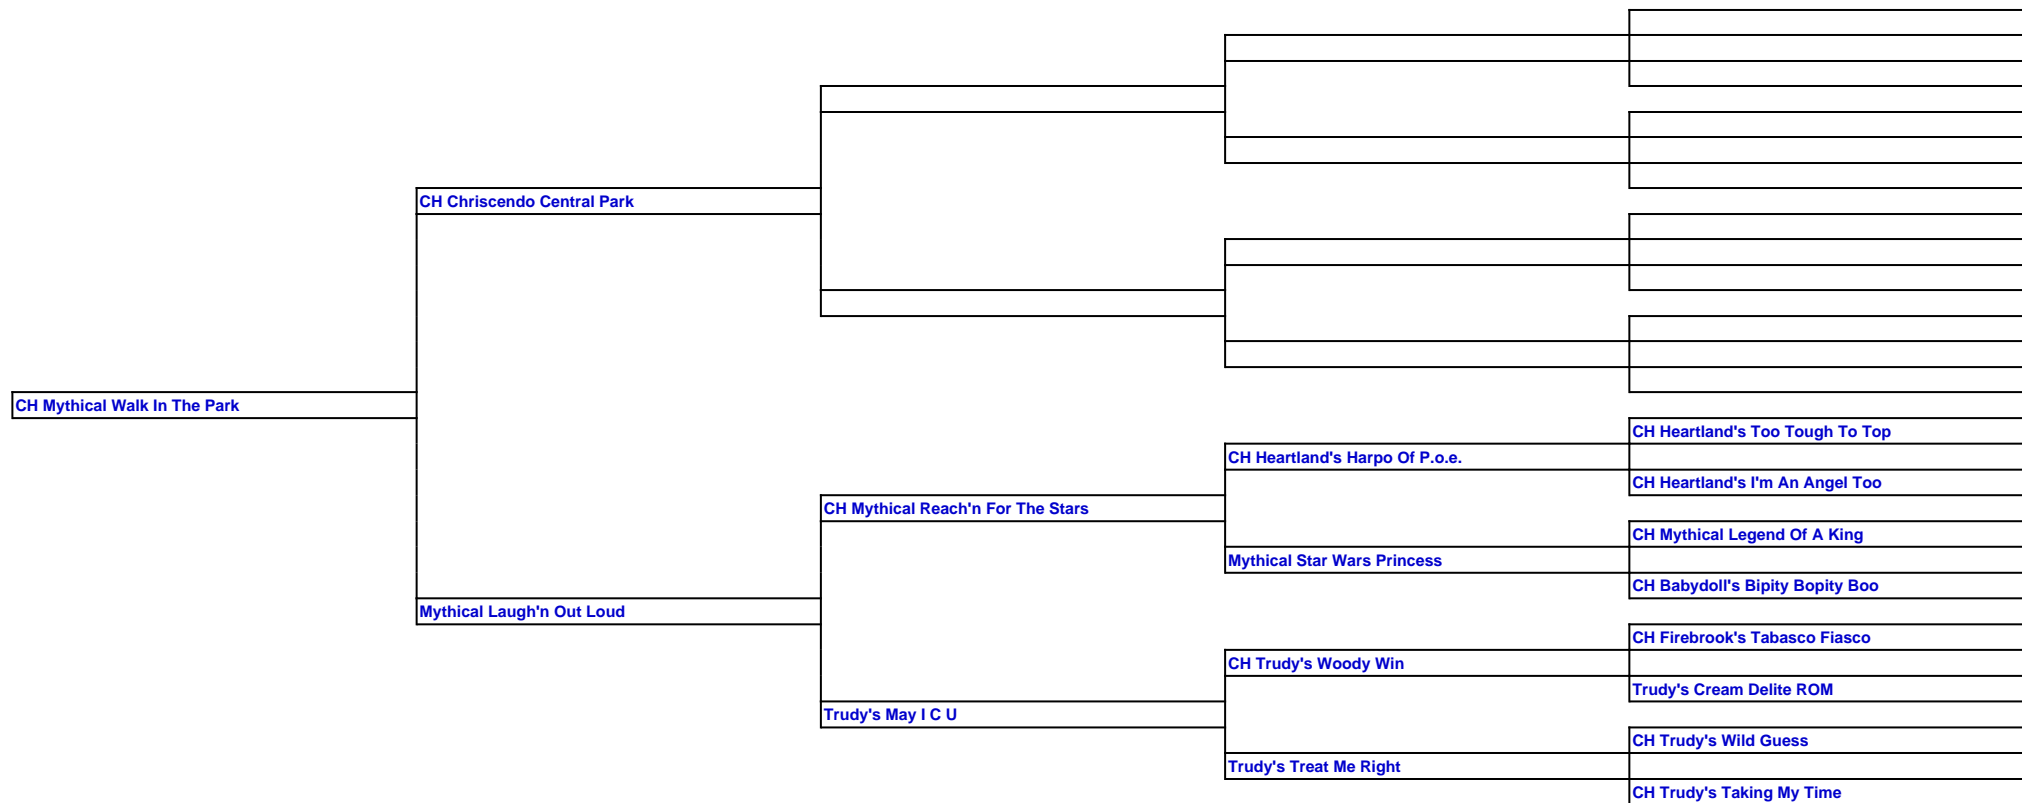 CH Chriscendo Central Park
CH Mythical Walk In The Park
CH Heartland's Too Tough To Top
CH Heartland's Harpo Of P.o.e.
CH Heartland's I'm An Angel Too
CH Mythical Reach'n For The Stars
CH Mythical Legend Of A King
Mythical Star Wars Princess
CH Babydoll's Bipity Bopity Boo
Mythical Laugh'n Out Loud
CH Firebrook's Tabasco Fiasco
CH Trudy's Woody Win
Trudy's Cream Delite ROM
Trudy's May I C U
CH Trudy's Wild Guess
Trudy's Treat Me Right
CH Trudy's Taking My Time